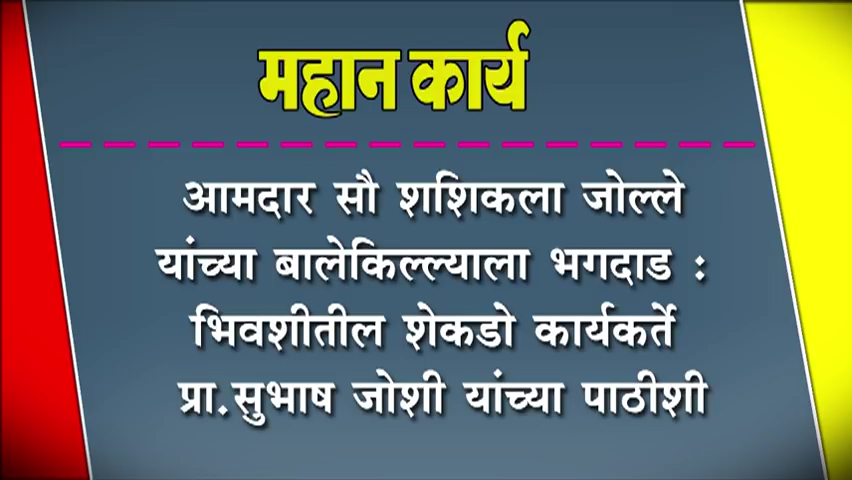 महान कार्य
आमदार सौ शशिकला जोल्ले
यांच्या बालेकिल्ल्याला भगदाड :
भिवशीतील शेकडो कार्यकर्ते
प्रा.सुभाष जोशी यांच्या पाठीशी